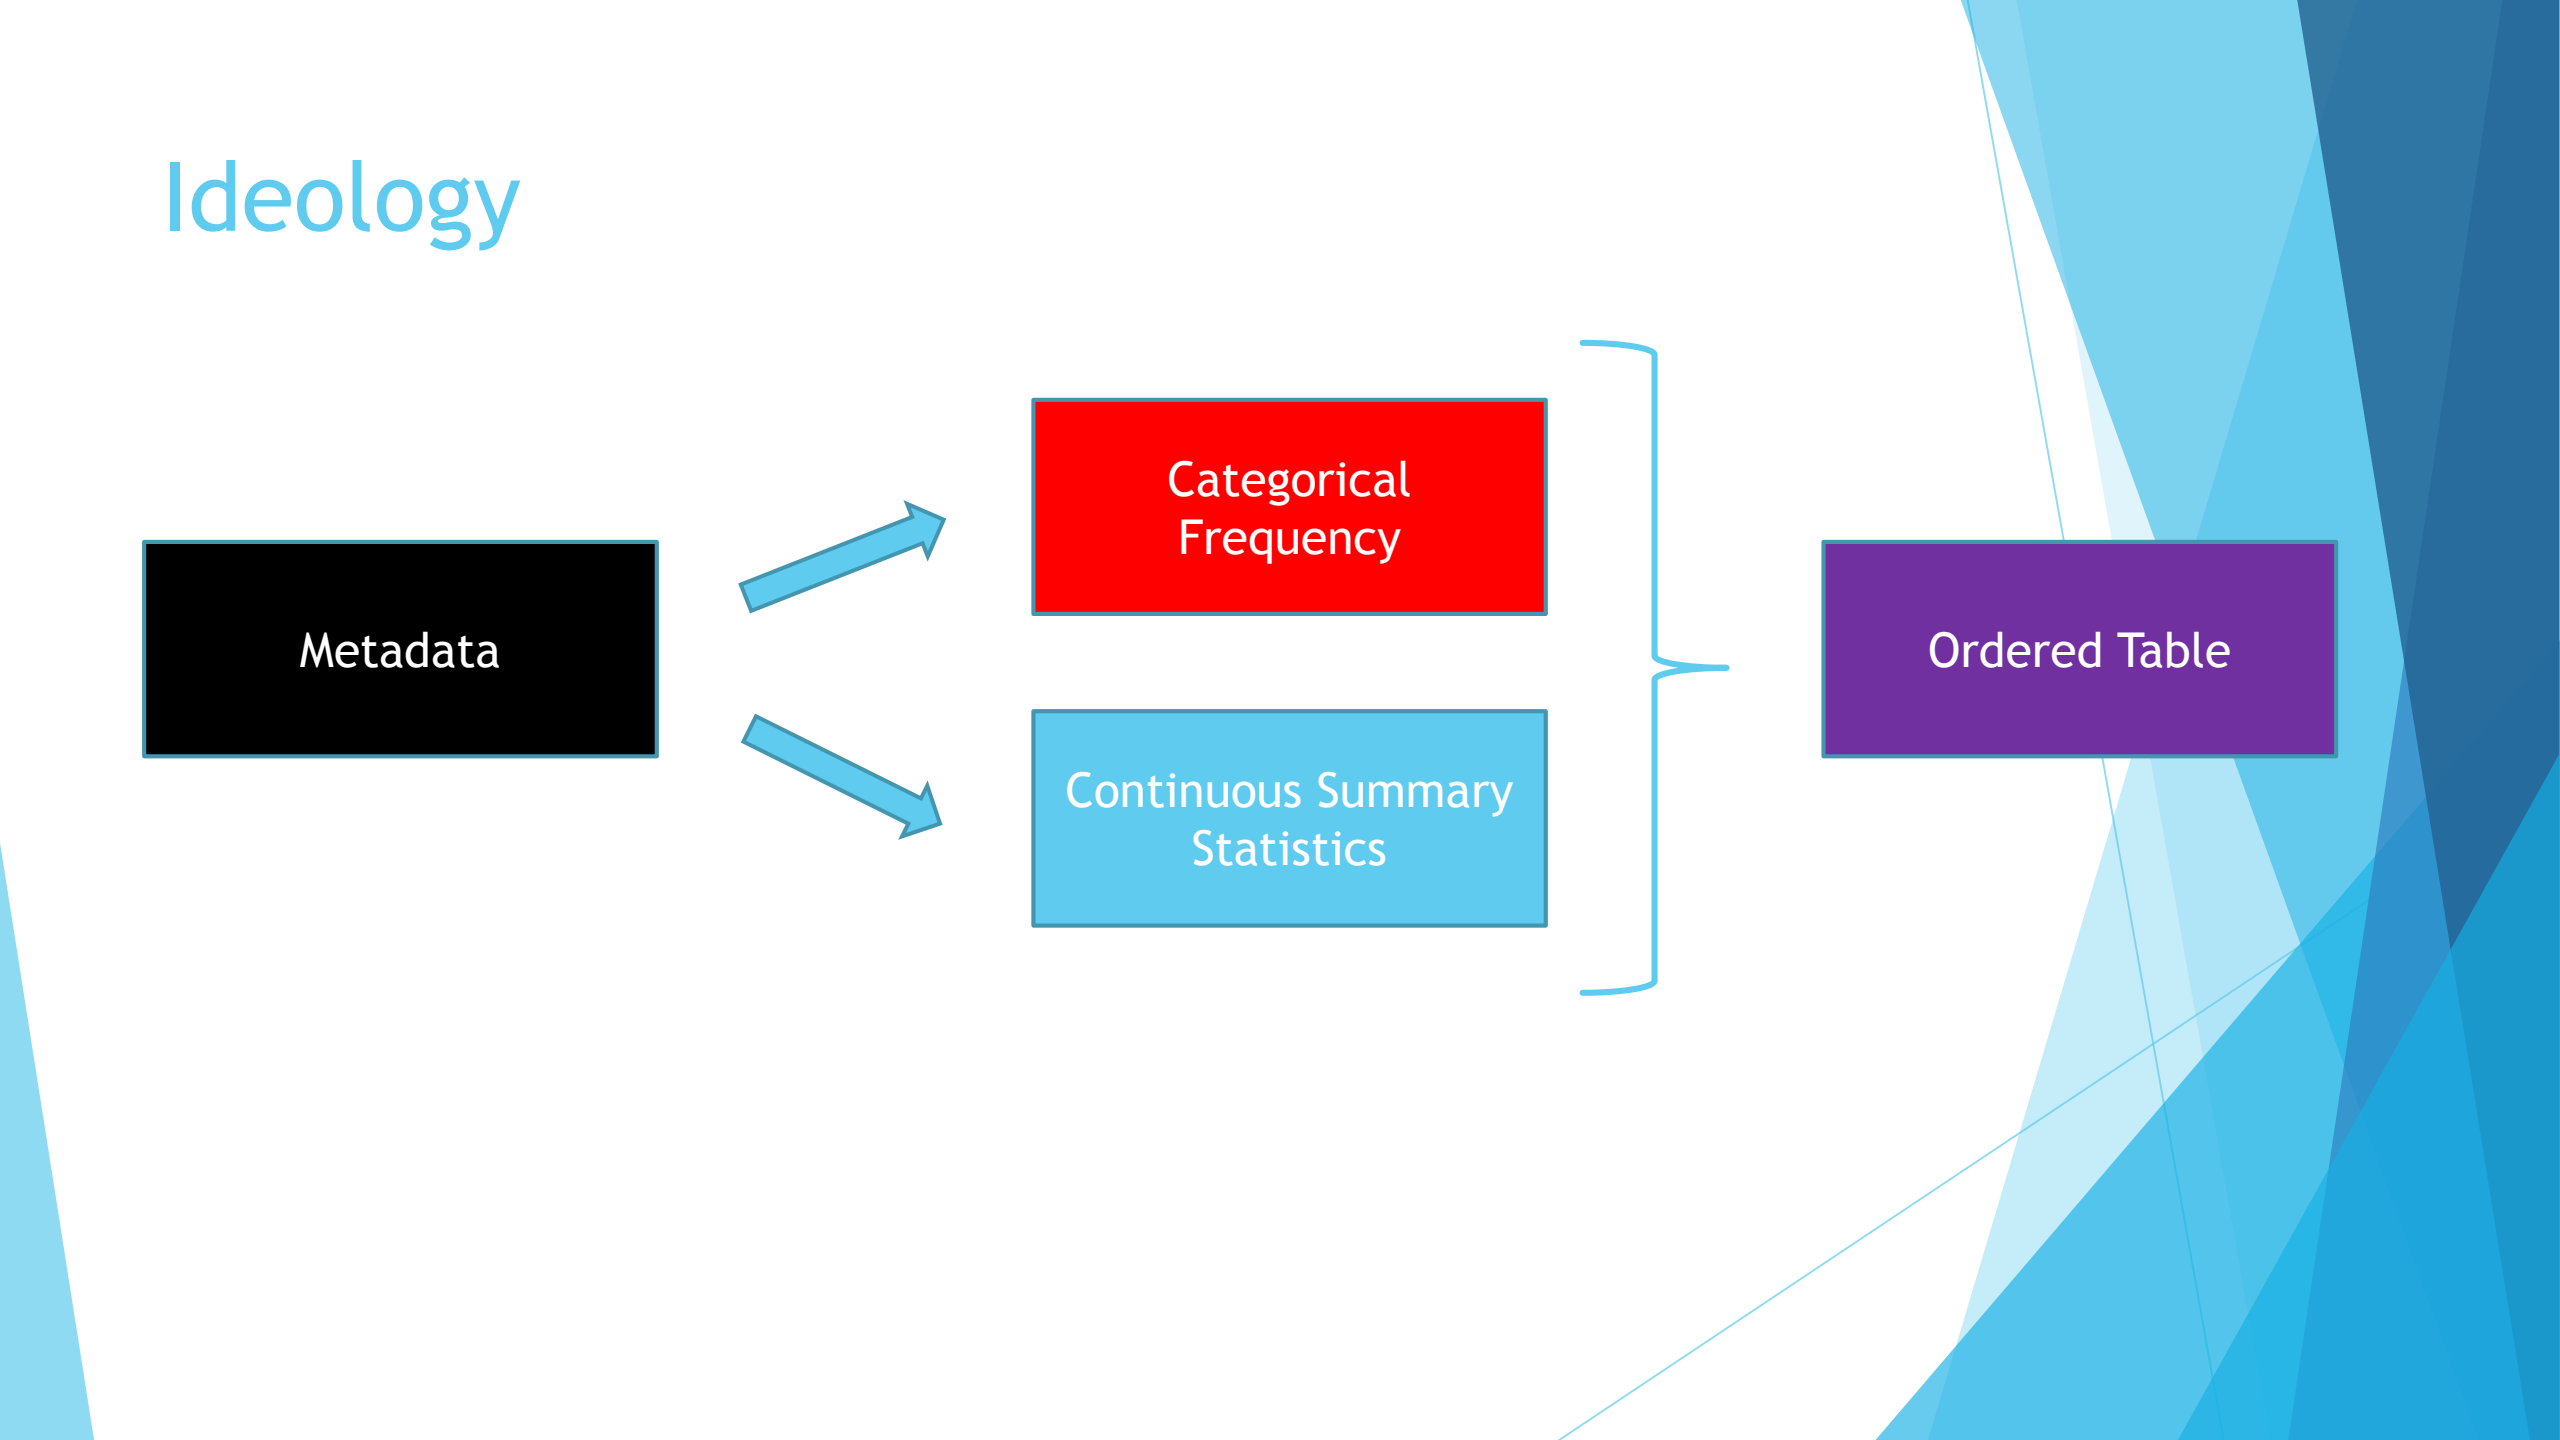 Ideology
Metadata
Categorical
Frequency
Continuous Summary
Statistics
Ordered Table